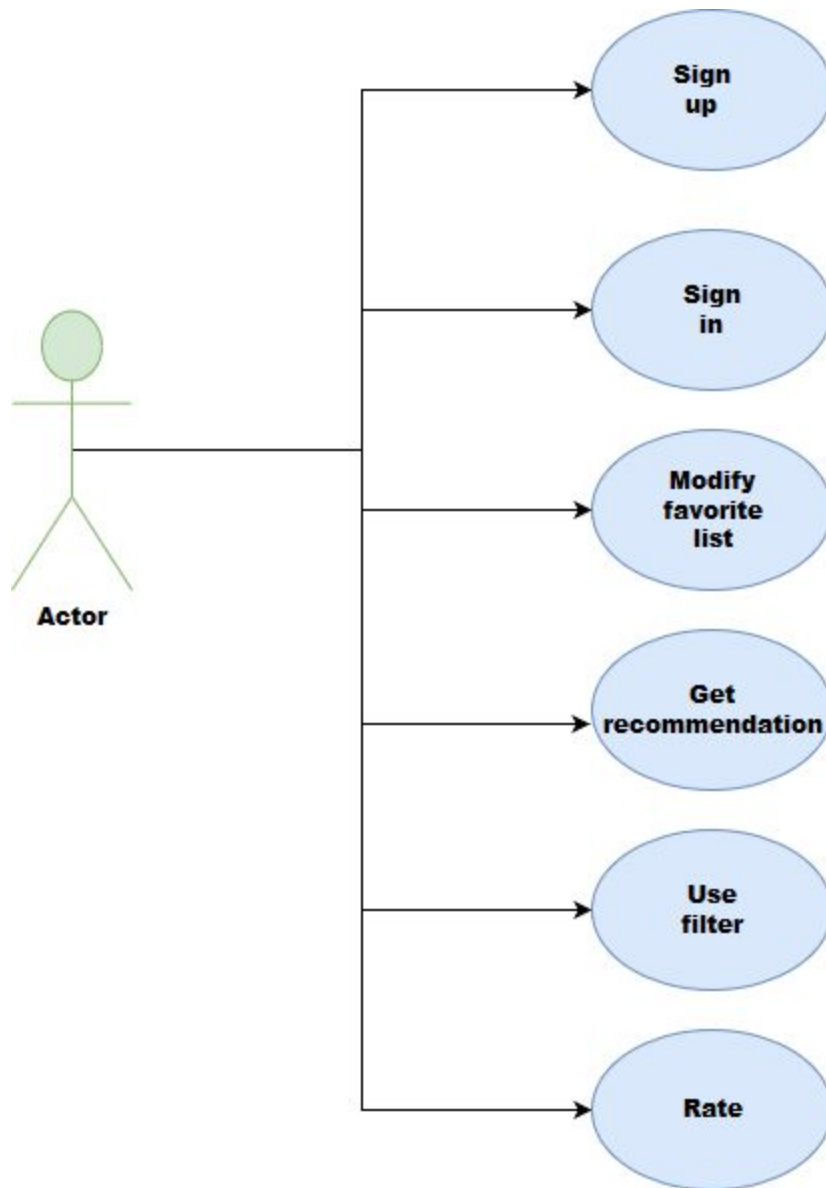 Sign
up
Sign
in
Modify
favorite
list
Actor
Get
recommendation
Use
filter
Rate